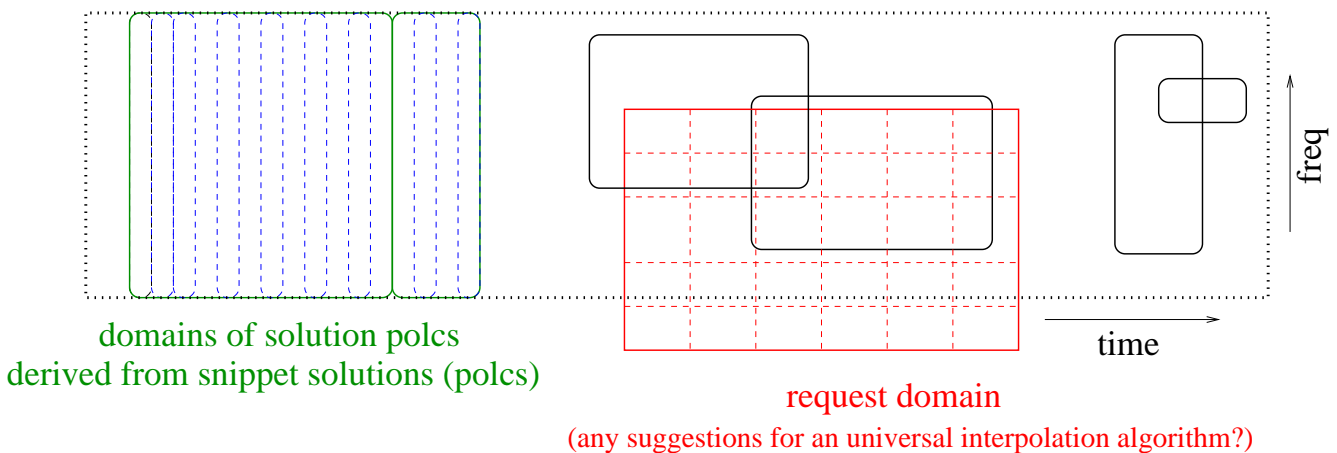 freq
time
domains of solution polcs
derived from snippet solutions (polcs)
request domain
(any suggestions for an universal interpolation algorithm?)